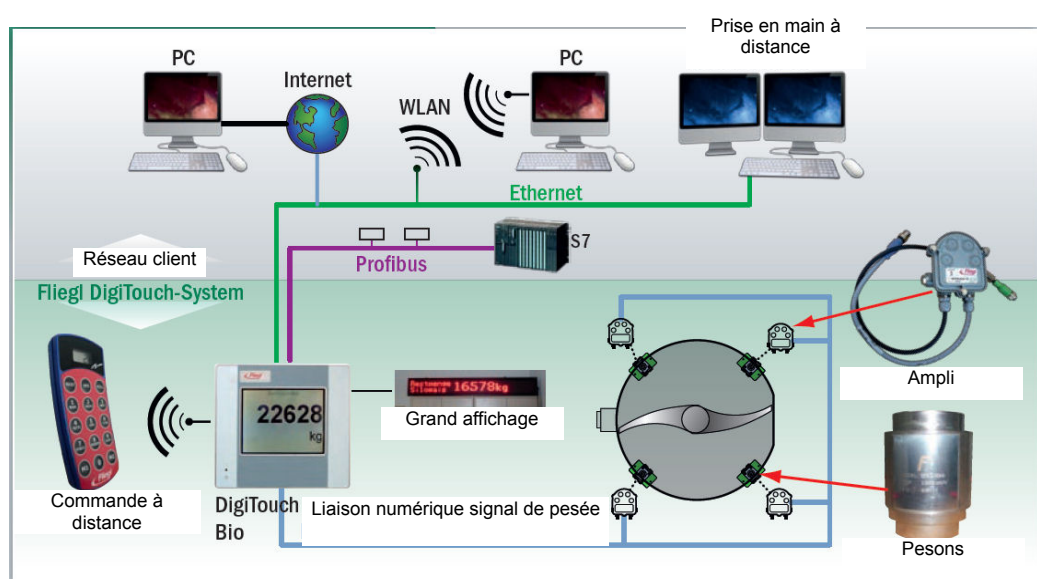 Prise en main à
distance
PC
Internet
WLAN
PC
Ethernet
S7
Profibus
Réseau client
Fliegl DigiTouch-System
Ampli
22628
kg
16578kg
Grand affichage
Commande à
distance
DigiTouch
Bio
Liaison numérique signal de pesée
Pesons